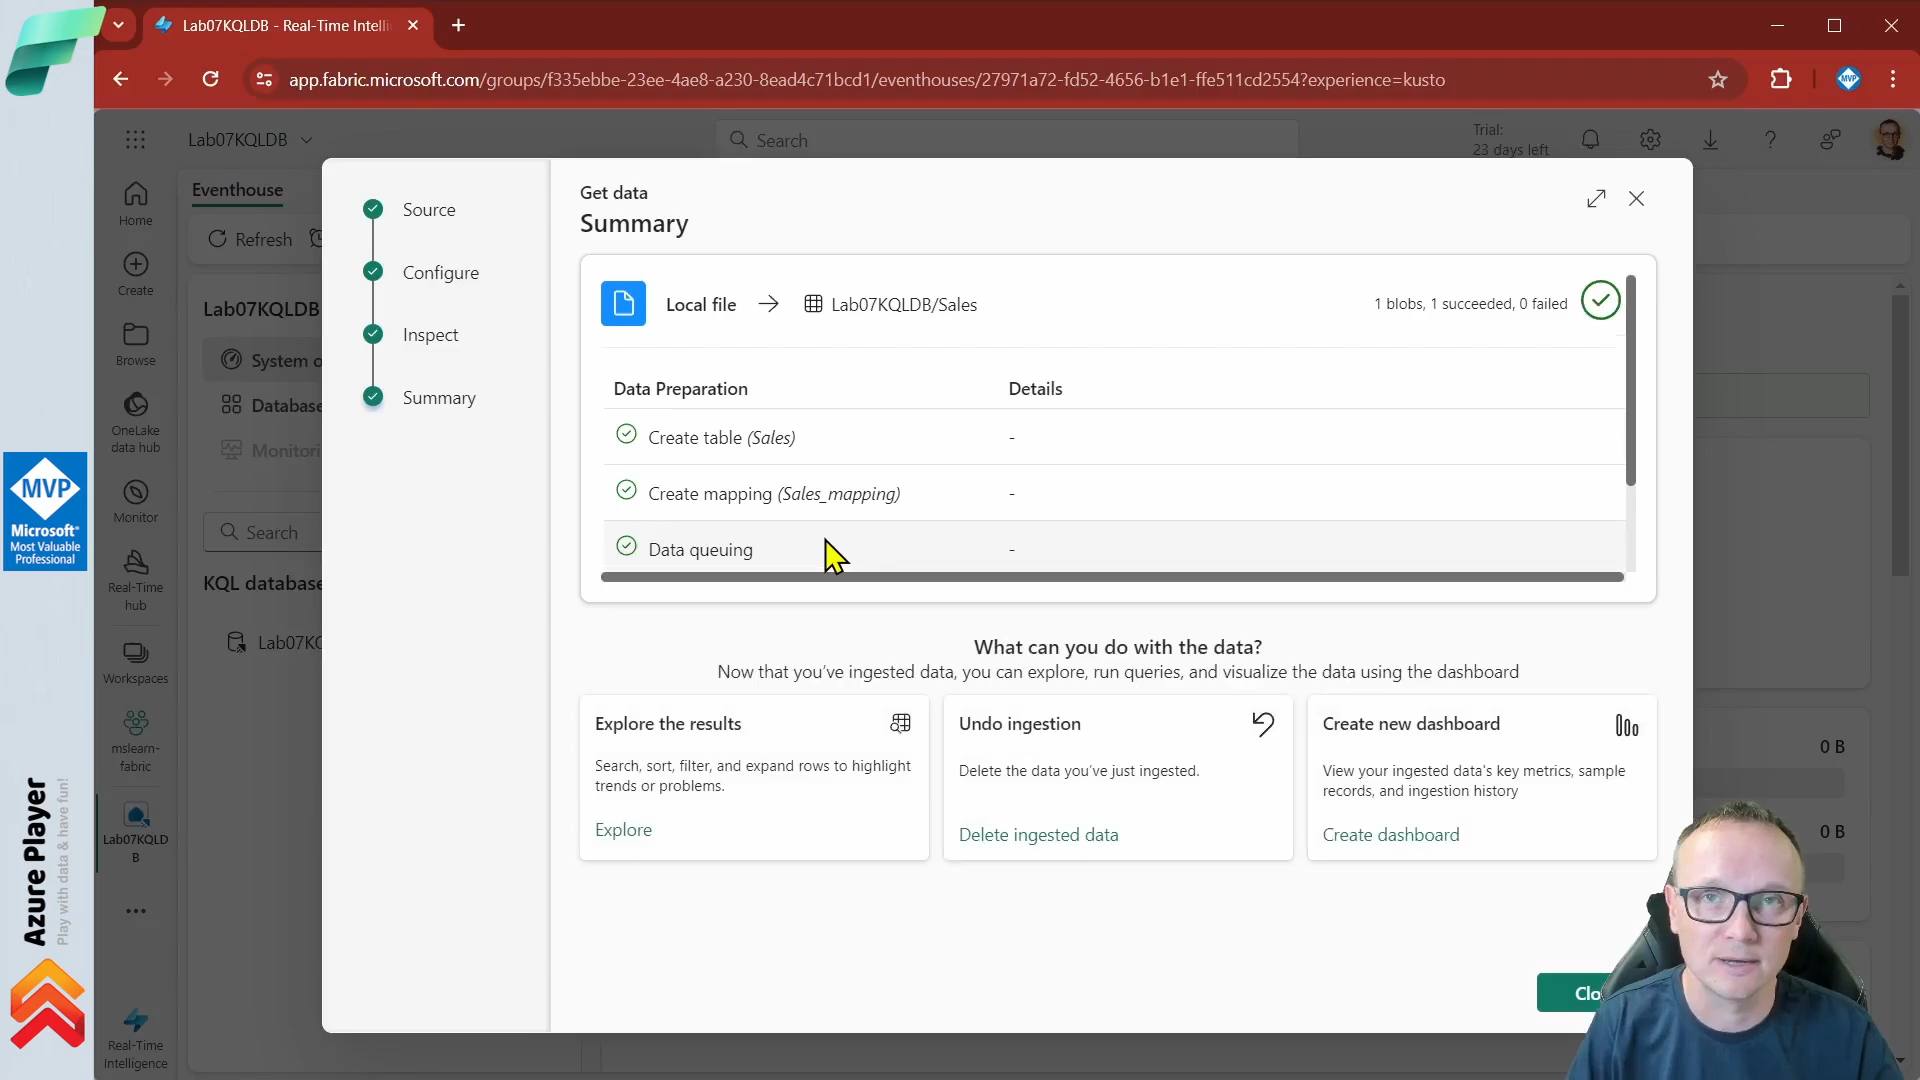 Lab07KQLDB - Real-Time Intelli
app.fabric.microsoft.com/groups/f335ebbe-23ee-4ae8-a230-8ead4c71bcd1/eventhouses/27971a72-fd52-4656-b1e1-ffe511cd2554?experience=kusto
MVP
Lab07KQLDB
Search
Trial:
23 days left
Home
Create
Browse
OneLake
data hub
Monitor
Real-Time
hub
Workspaces
mslearn-
fabric
Lab07KQLD
B
Real-Time
Intelligence
Eventhouse
Refresh
Lab07KQLDB
System o
Database
Monitori
Search
KQL database
Lab07KQ
Source
Configure
Inspect
Summary
Get data
Summary
Local file
Lab07KQLDB/Sales
1 blobs, 1 succeeded, 0 failed
Data Preparation
Details
Create table (Sales)
-
Create mapping (Sales_mapping)
-
Data queuing
-
What can you do with the data?
Now that you've ingested data, you can explore, run queries, and visualize the data using the dashboard
Explore the results
Search, sort, filter, and expand rows to highlight
trends or problems.
Explore
Undo ingestion
Delete the data you've just ingested.
Delete ingested data
Create new dashboard
View your ingested data's key metrics, sample
records, and ingestion history
Create dashboard
Clo
0 B
0 B
MVP
Microsoft®
Most Valuable
Professional
Azure Player
Play with data & have fun!